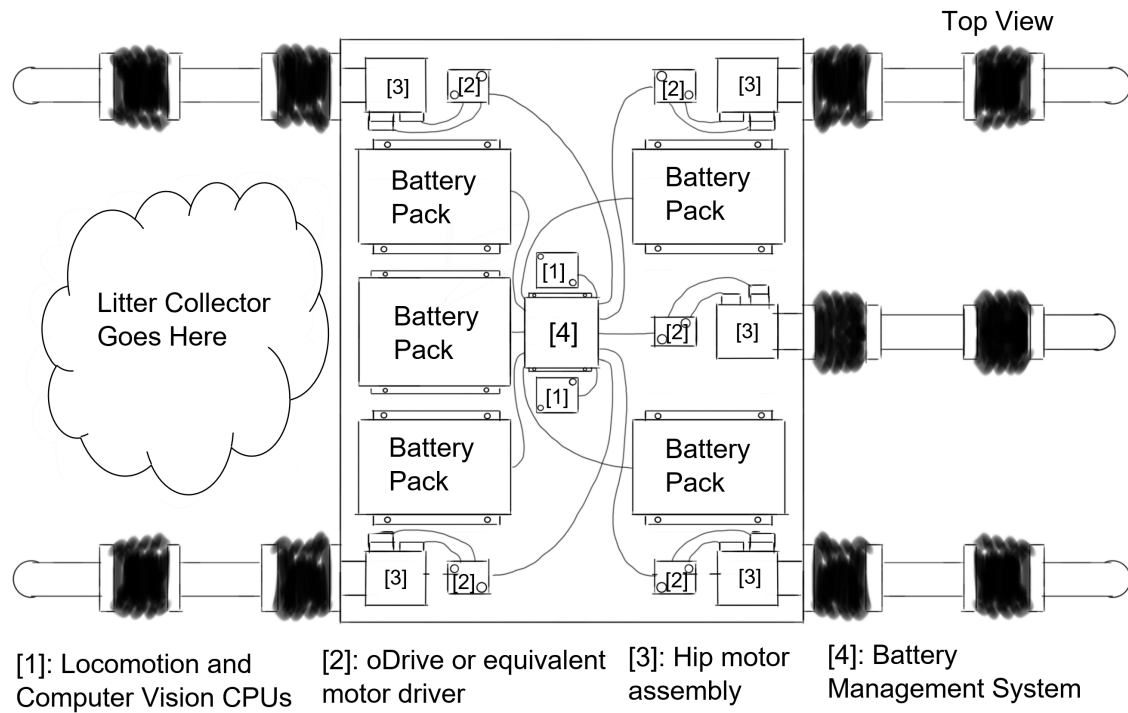 Top View
[3]
[2]
[2]
[3]
Battery
Pack
Battery
Pack
[1]
Litter Collector
Goes Here
Battery
Pack
[4]
[2]
[3]
[1]
Battery
Pack
Battery
Pack
[3]
[2]
[2]
[3]
[1]: Locomotion and
Computer Vision CPUs
[2]: oDrive or equivalent
motor driver
[3]: Hip motor
assembly
[4]: Battery
Management System